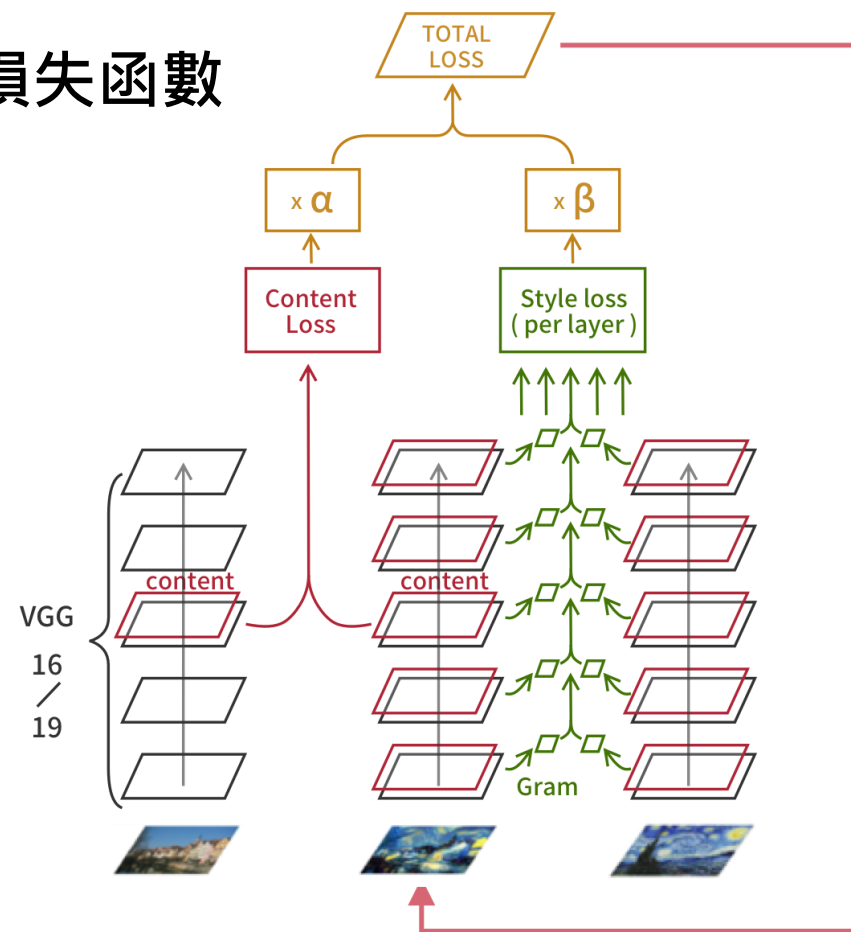 損失函數
TOTAL
LOSS
x α
x β
Content
Loss
Style loss
( per layer )
content
content
VGG
16
/
19
Gram